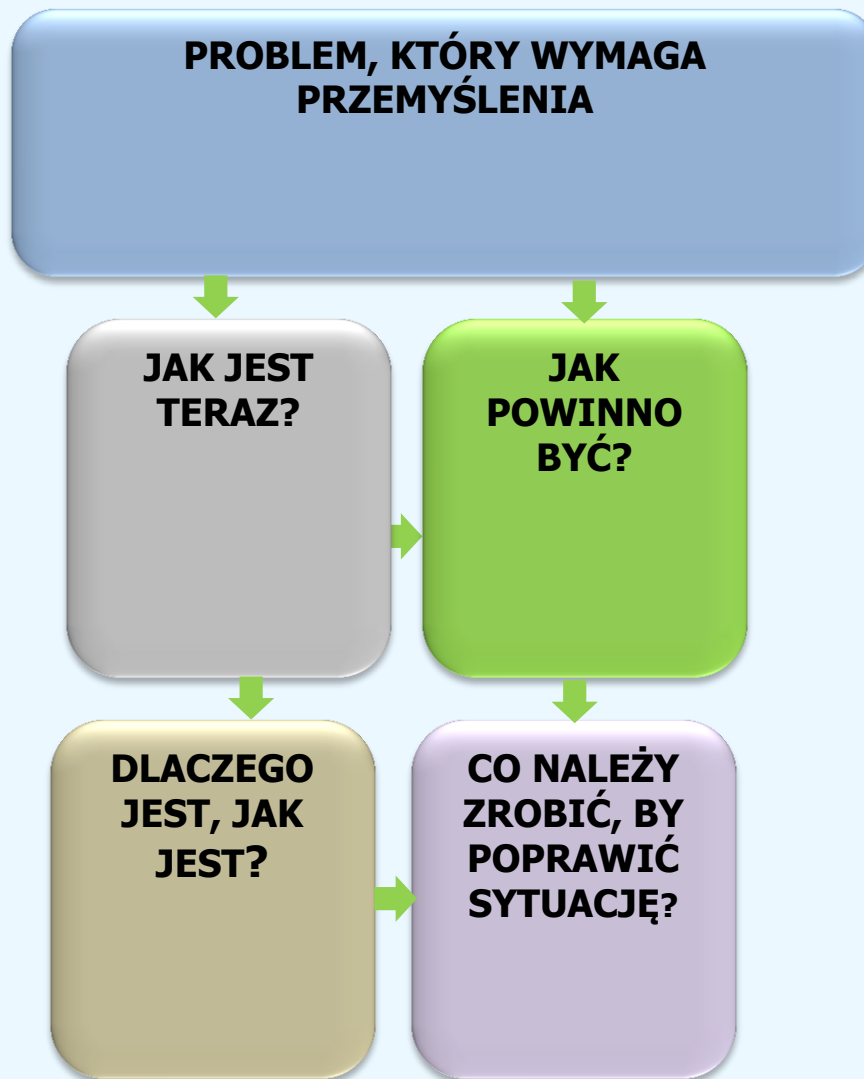 PROBLEM, KTÓRY WYMAGA
PRZEMYŚLENIA
JAK JEST
TERAZ?
JAK
POWINNO
BYĆ?
DLACZEGO
JEST, JAK
JEST?
CO NALEŻY
ZROBIĆ, BY
POPRAWIĆ
SYTUACJĘ?